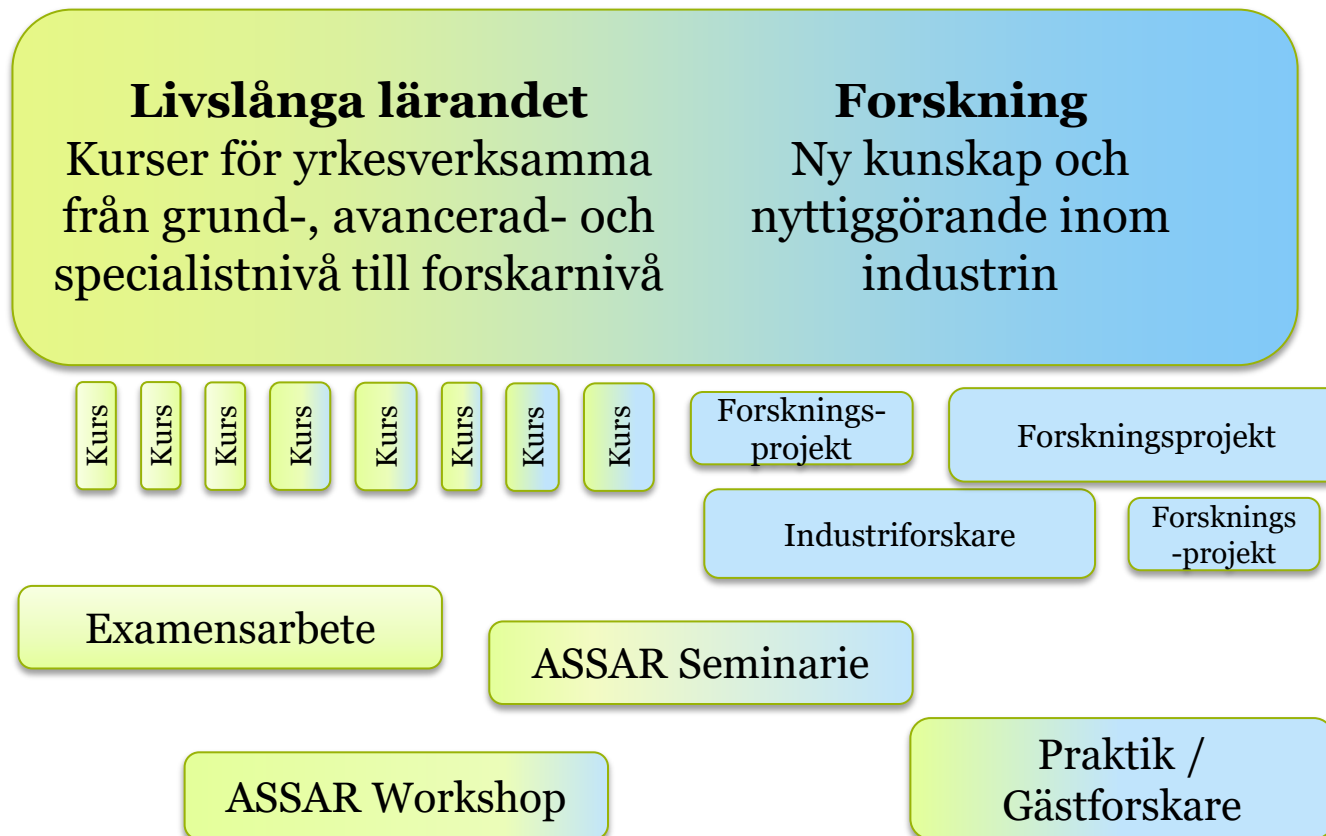 Livslånga lärandet
Kurser för yrkesverksamma
från grund-, avancerad- och
specialistnivå till forskarnivå
Forskning
Ny kunskap och
nyttiggörande inom
industrin
Kurs
Kurs
Kurs
Kurs
Kurs
Kurs
Kurs
Kurs
Forsknings-
projekt
Forskningsprojekt
Industriforskare
Forsknings
-projekt
Examensarbete
ASSAR Seminarie
ASSAR Workshop
Praktik /
Gästforskare